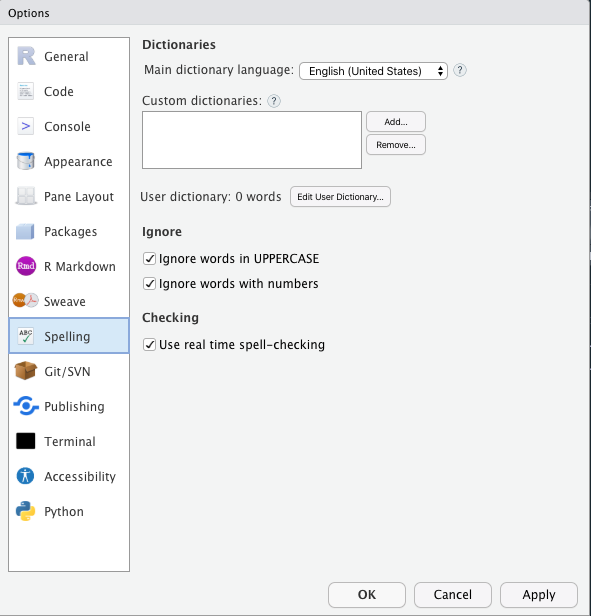 Options
General
Code
Console
Appearance
Pane Layout
Packages
Rmd R Markdown
Sweave
ABC Spelling
Git/SVN
Publishing
Terminal
Accessibility
Python
Dictionaries
Main dictionary language: English (United States) ?
Custom dictionaries: ?
Add...
Remove...
User dictionary: 0 words Edit User Dictionary...
Ignore
Ignore words in UPPERCASE
Ignore words with numbers
Checking
Use real time spell-checking
OK Cancel Apply